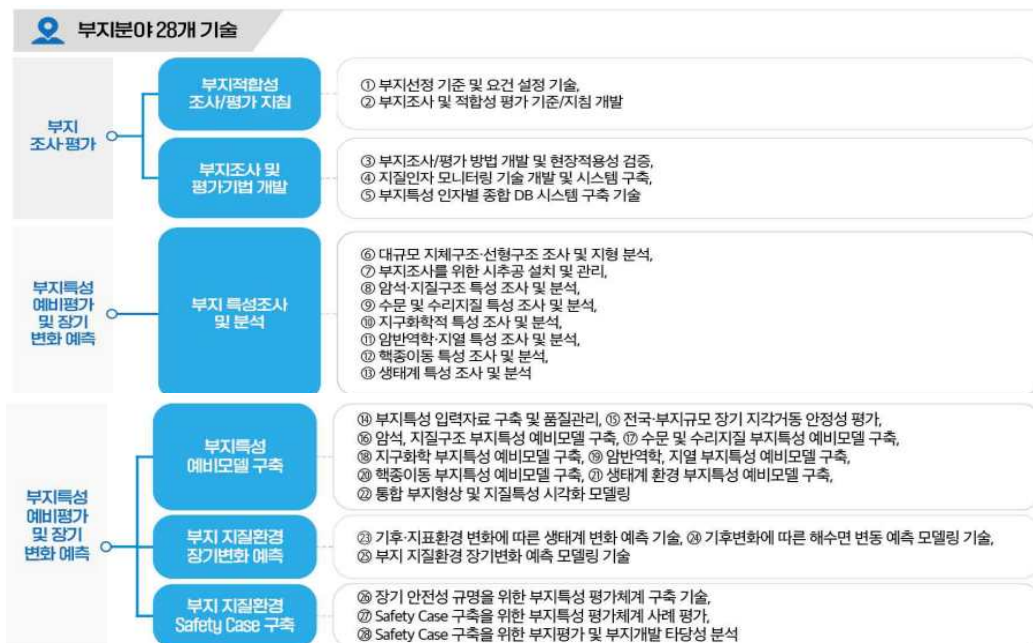 부지분야 28개 기술
부지
조사·평가
부지적합성
조사/평가 지침
① 부지선정 기준 및 요건 설정 기술,
② 부지조사 및 적합성 평가 기준/지침 개발
부지조사 및
평가기법 개발
③ 부지조사/평가 방법 개발 및 현장적용성 검증,
④ 지질인자 모니터링 기술 개발 및 시스템 구축,
⑤ 부지특성 인자별 종합 DB 시스템 구축 기술
부지특성
예비평가
및 장기
변화 예측
부지 특성조사
및 분석
⑥ 대규모 지체구조·선형구조 조사 및 지형 분석,
⑦ 부지조사를 위한 시추공 설치 및 관리,
⑧ 암석·지질구조 특성 조사 및 분석,
⑨ 수문 및 수리지질 특성 조사 및 분석,
⑩ 지구화학적 특성 조사 및 분석,
⑪ 암반역학·지열 특성 조사 및 분석,
⑫ 핵종이동 특성 조사 및 분석,
⑬ 생태계 특성 조사 및 분석
부지특성
예비평가
및 장기
변화 예측
부지특성
예비모델 구축
⑭ 부지특성 입력자료 구축 및 품질관리, ⑮ 전국·부지규모 장기 지각거동 안정성 평가,
⑯ 암석, 지질구조 부지특성 예비모델 구축, ⑰ 수문 및 수리지질 부지특성 예비모델 구축,
⑱ 지구화학 부지특성 예비모델 구축, ⑲ 암반역학, 지열 부지특성 예비모델 구축,
⑳ 핵종이동 부지특성 예비모델 구축, ㉑ 생태계 환경 부지특성 예비모델 구축,
㉒ 통합 부지형상 및 지질특성 시각화 모델링
부지 지질환경
장기변화 예측
㉓ 기후·지표환경 변화에 따른 생태계 변화 예측 기술, ㉔ 기후변화에 따른 해수면 변동 예측 모델링 기술,
㉕ 부지 지질환경 장기변화 예측 모델링 기술
부지 지질환경
Safety Case 구축
㉖ 장기 안전성 규명을 위한 부지특성 평가체계 구축 기술,
㉗ Safety Case 구축을 위한 부지특성 평가체계 사례 평가,
㉘ Safety Case 구축을 위한 부지평가 및 부지개발 타당성 분석